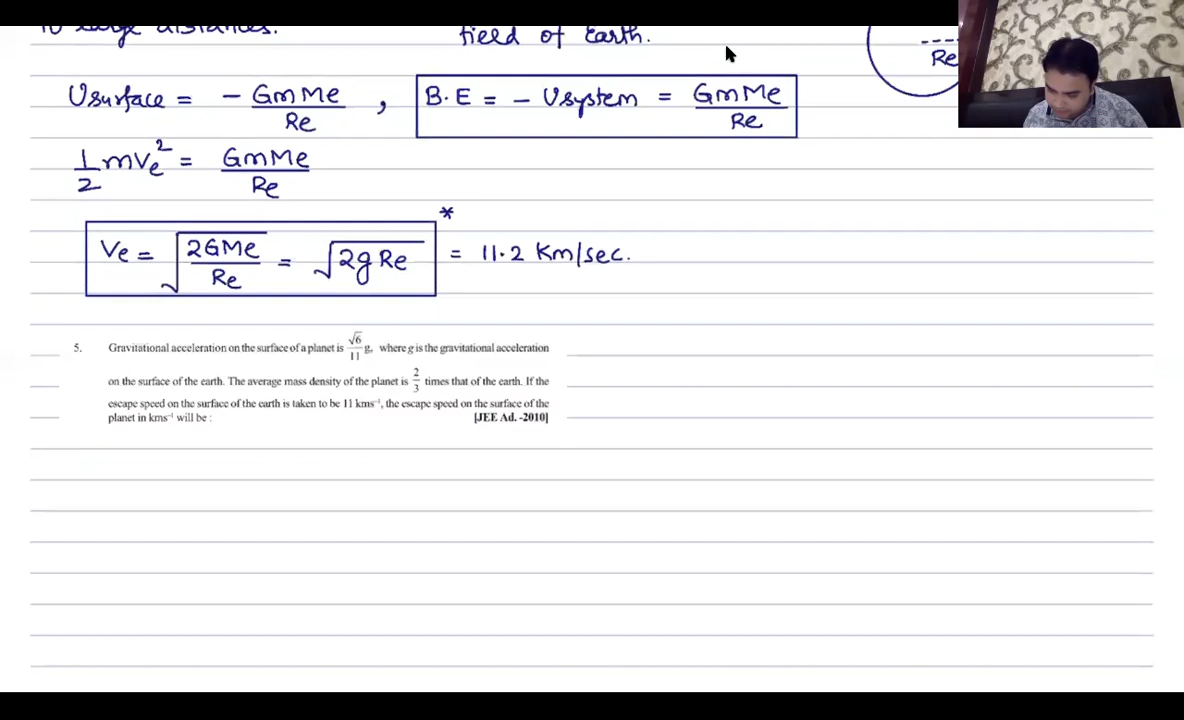 To large distances.
field of Earth.
Re
Usurface = - GmMe/Re , B.E = - Usystem = GmMe/Re
1/2 mVe² = GmMe/Re
*
Ve = √(2GMe/Re) = √(2gRe) = 11.2 Km/sec.
5. Gravitational acceleration on the surface of a planet is √6/11 g, where g is the gravitational acceleration
on the surface of the earth. The average mass density of the planet is 2/3 times that of the earth. If the
escape speed on the surface of the earth is taken to be 11 kms⁻¹, the escape speed on the surface of the
planet in kms⁻¹ will be : [JEE Ad. -2010]